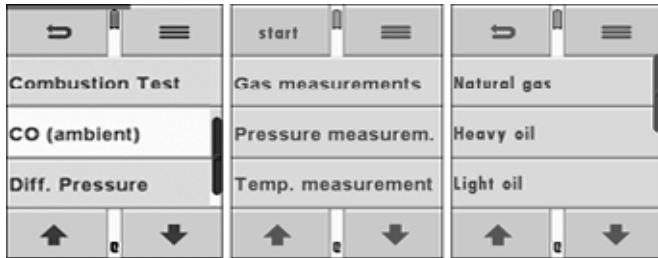 Combustion Test
CO (ambient)
Diff. Pressure
start
Gas measurements
Pressure measurem.
Temp. measurement
Natural gas
Heavy oil
Light oil